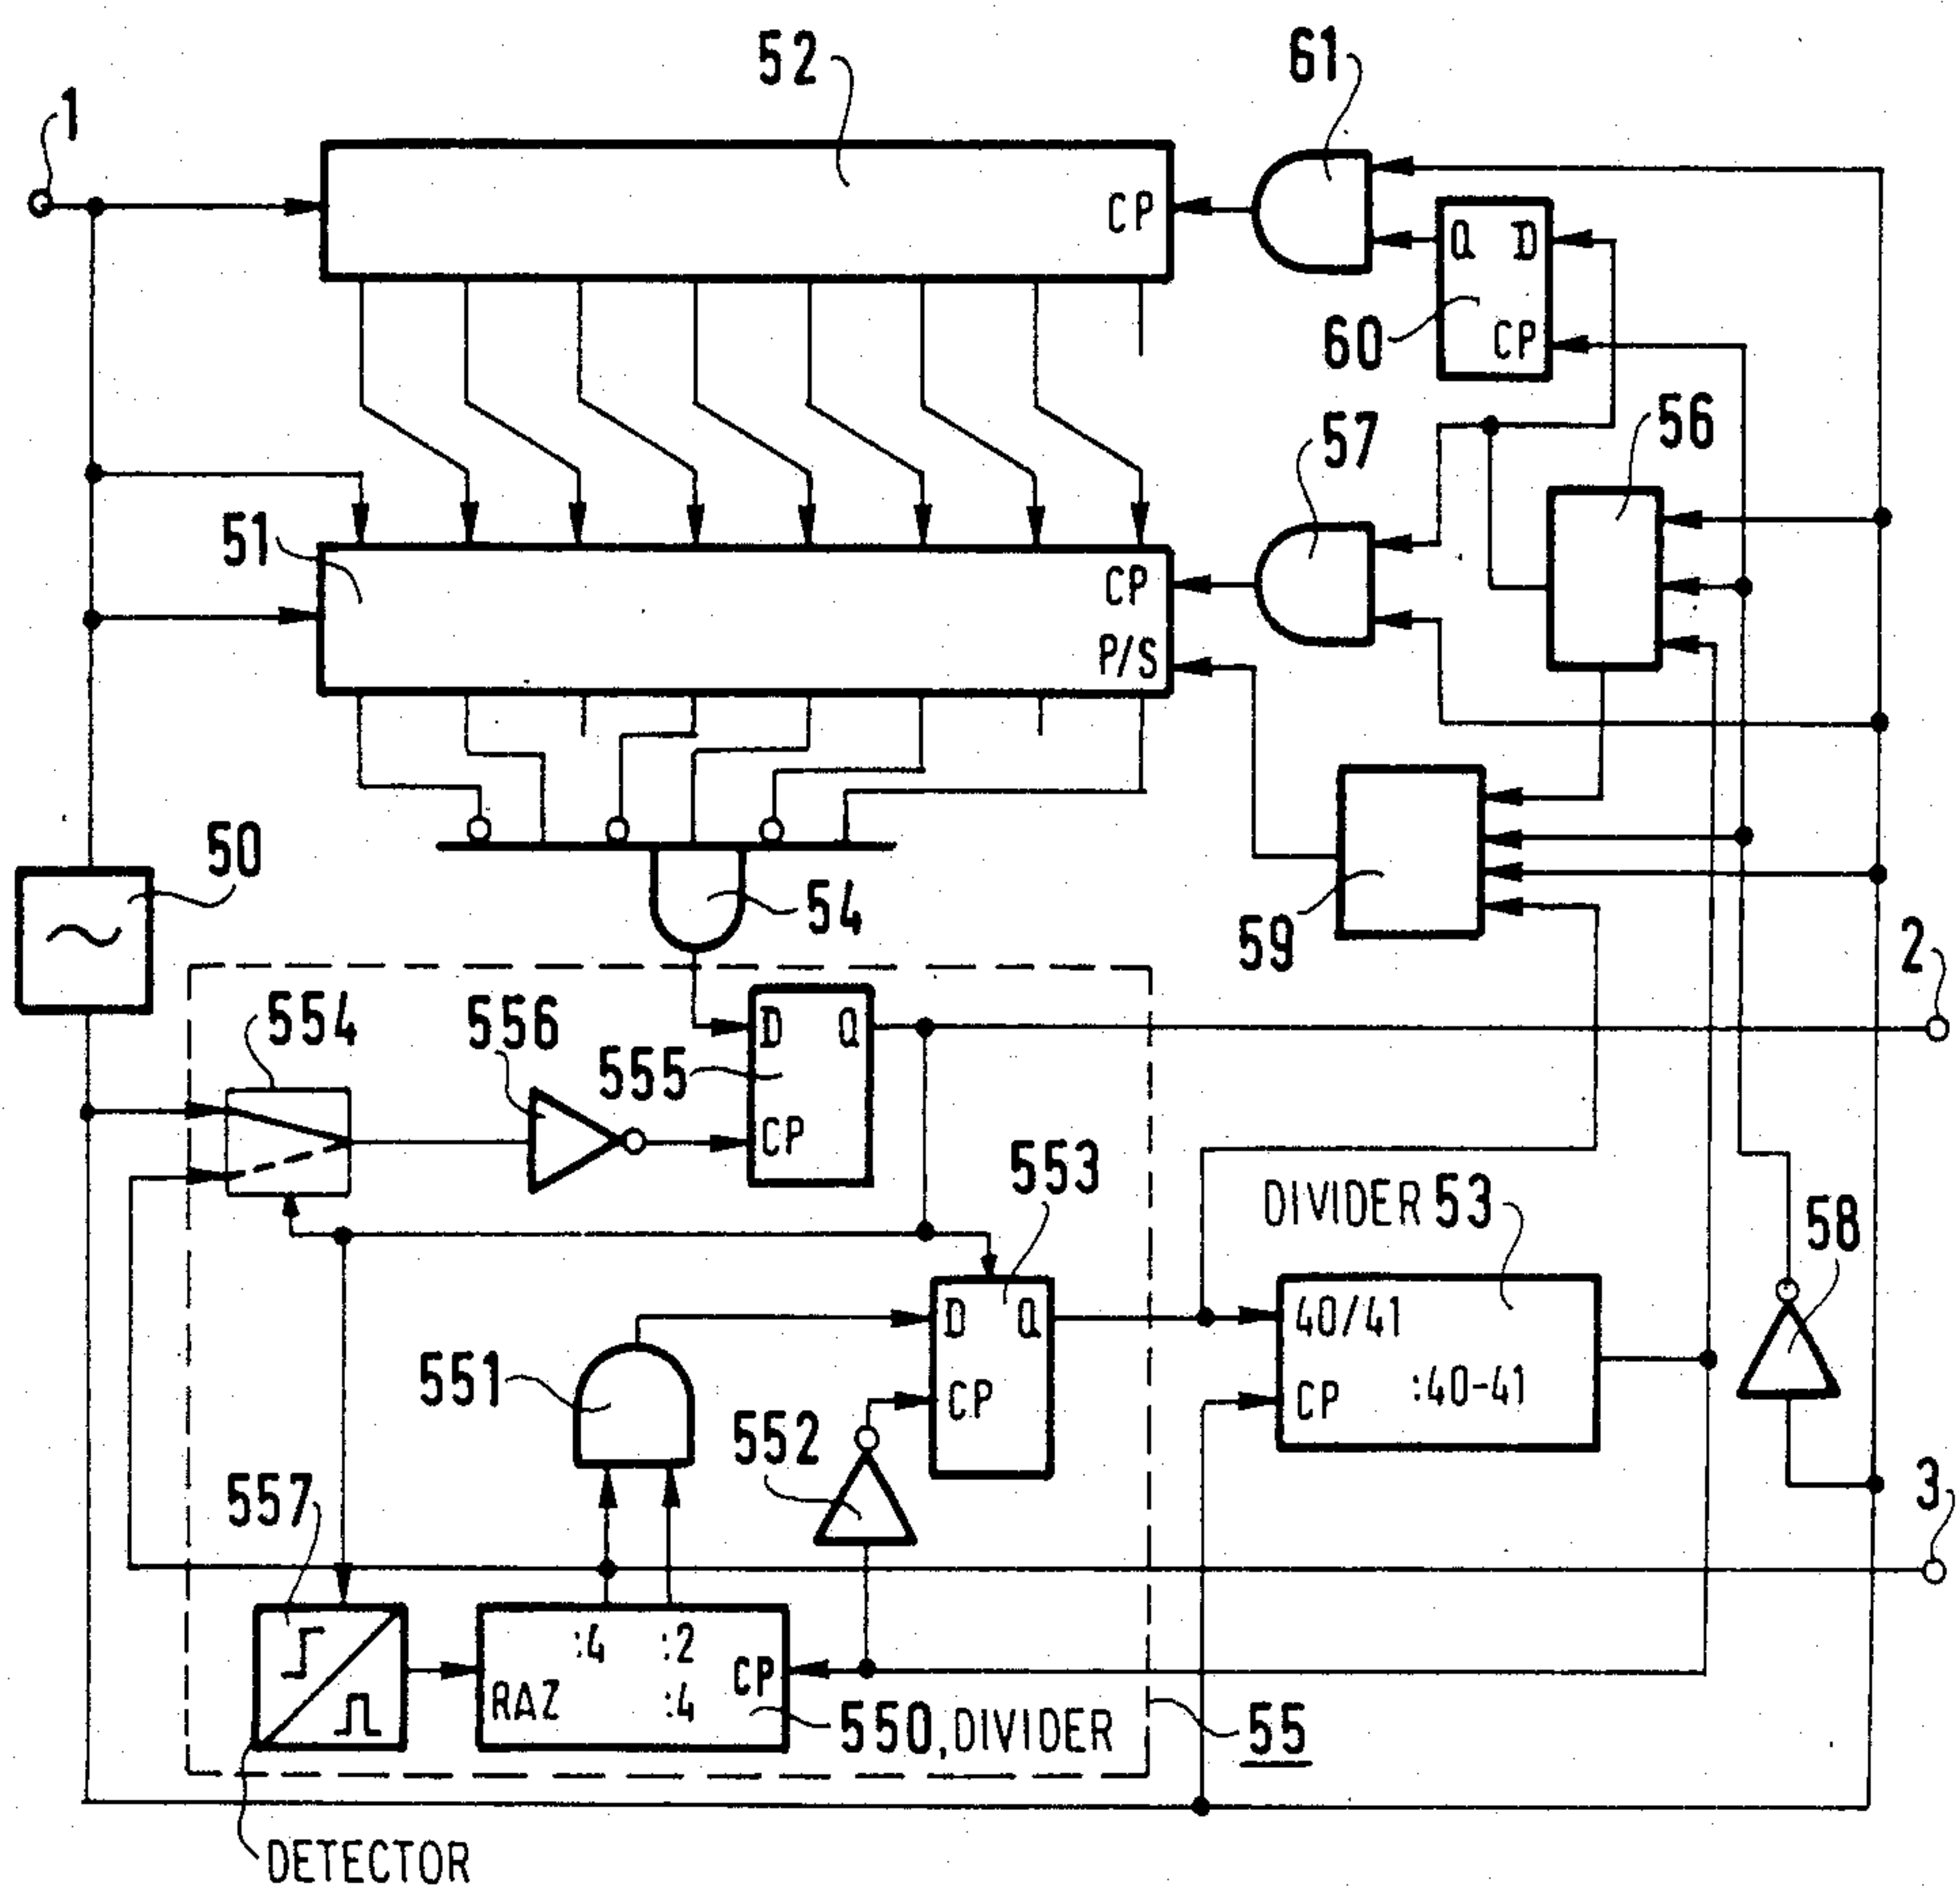 52
61
1
CP
Q D
60
CP
56
57
51
CP
P/S
50
54
59
2
554
556
D Q
555
CP
553
DIVIDER 53
58
D Q
40/41
551
:40-41
CP
CP
552
557
3
:4 :2
CP
RAZ
:4
550, DIVIDER
55
DETECTOR